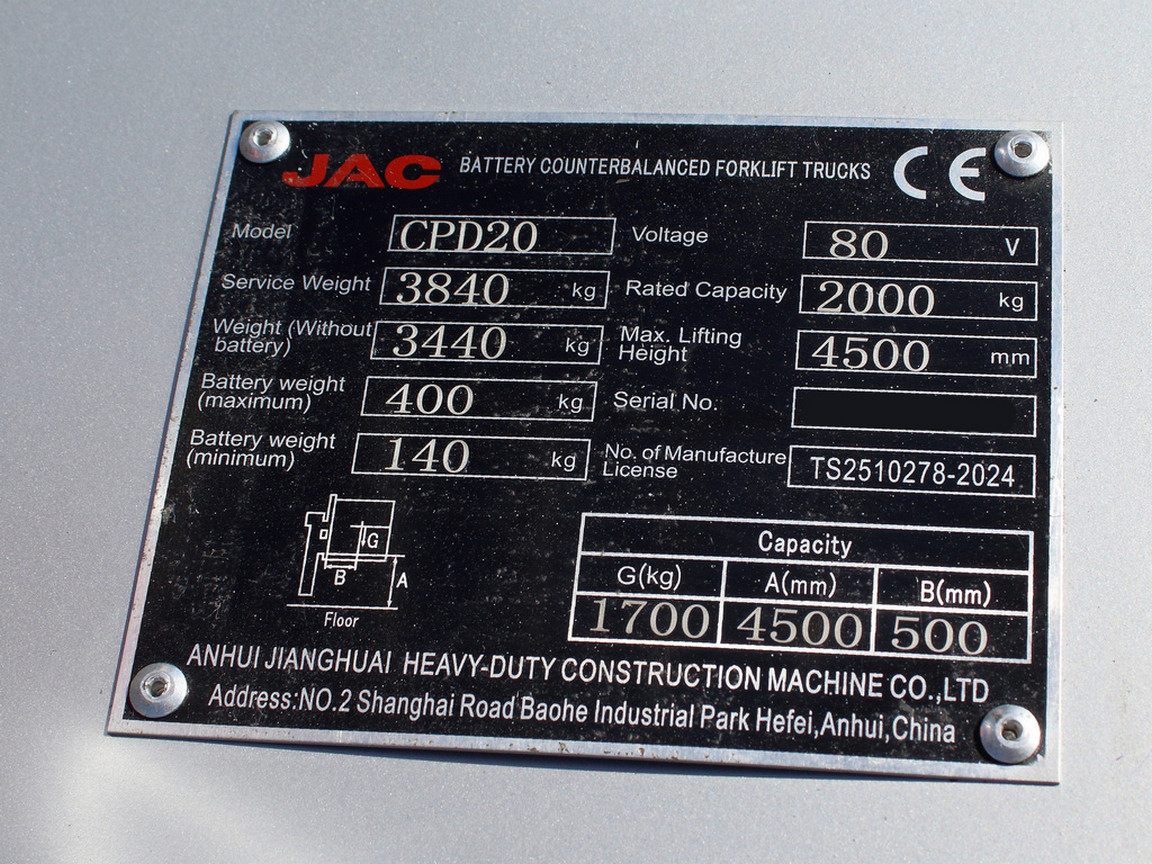 JAC BATTERY COUNTERBALANCED FORKLIFT TRUCKS CE
Model CPD20 Voltage 80 V
Service Weight 3840 kg Rated Capacity 2000 kg
Weight (Without battery) 3440 kg Max. Lifting Height 4500 mm
Battery weight (maximum) 400 kg Serial No.
Battery weight (minimum) 140 kg No. of Manufacture License TS2510278-2024
G
B
A
Floor
Capacity
G(kg) A(mm) B(mm)
1700 4500 500
ANHUI JIANGHUAI HEAVY-DUTY CONSTRUCTION MACHINE CO.,LTD
Address:NO.2 Shanghai Road Baohe Industrial Park Hefei,Anhui,China